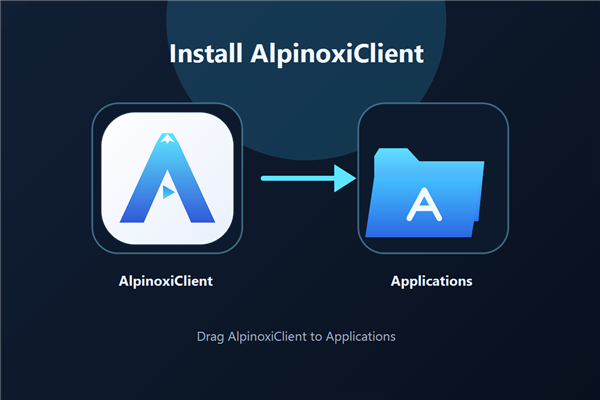 Install AlpinoxiClient
AlpinoxiClient
Applications
Drag AlpinoxiClient to Applications